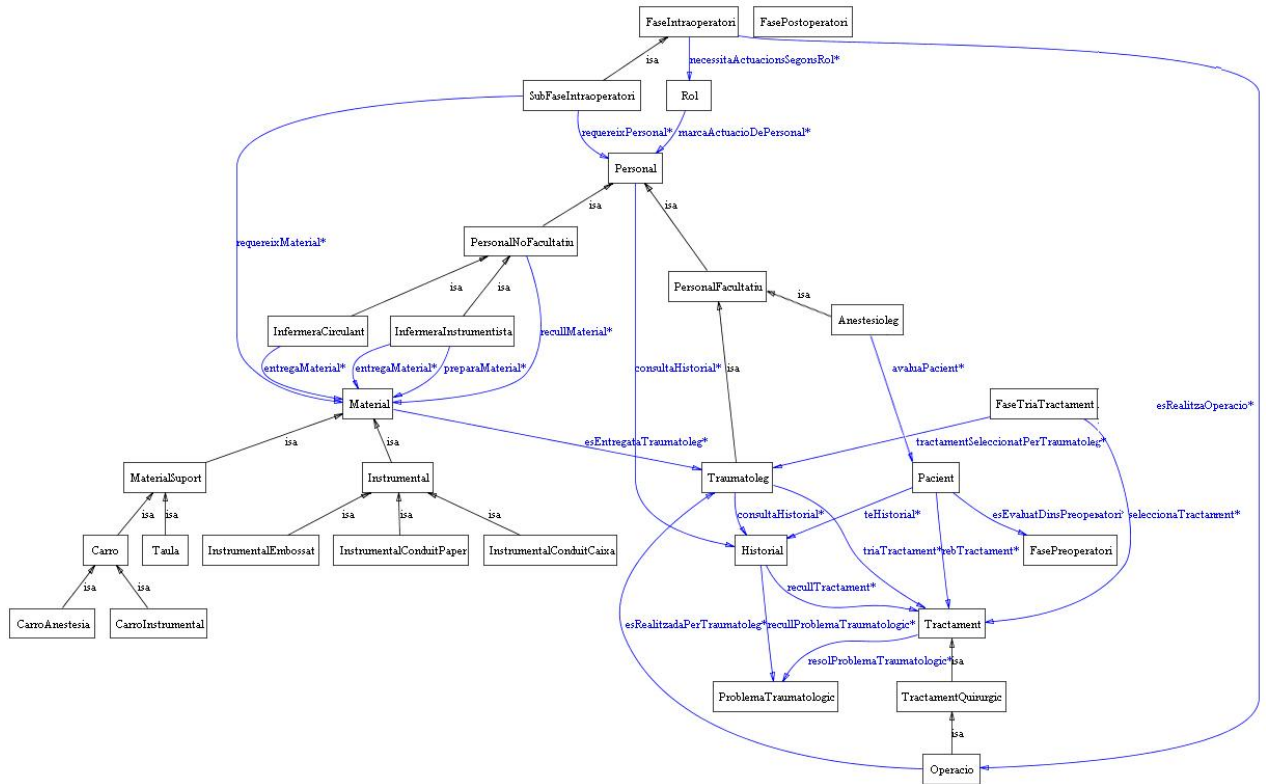 FaseIntraoperatori
FasePostoperatori
isa
necessitaActuacionsSegonsRol*
SubFaseIntraoperatori
Rol
requereixPersonal*
marcaActuacioDePersonal*
Personal
isa
isa
requereixMaterial*
PersonalNoFacultatiu
PersonalFacultatiu
isa
isa
isa
Anestesioleg
InfermeraCirculant
InfermeraInstrumentista
recullMaterial*
entregaMaterial*
entregaMaterial*
preparaMaterial*
consultaHistorial*
isa
avaluaPacient*
Material
FaseTriaTractament
esRealitzaOperacio*
isa
isa
esEntregataTraumatoleg*
tractamentSeleccionatPerTraumatoleg*
MaterialSuport
Instrumental
Traumatoleg
Pacient
isa
isa
isa
isa
isa
consultaHistorial*
teHistorial*
esEvaluatDinsPreoperatori*
seleccionaTractament*
Carro
Taula
InstrumentalEmbossat
InstrumentalConduitPaper
InstrumentalConduitCaixa
Historial
triaTractament*
rebTractament*
FasePreoperatori
isa
isa
recullTractament*
CarroAnestesia
CarroInstrumental
esRealitzadaPerTraumatoleg*
recullProblemaTraumatologic*
Tractament
resolProblemaTraumatologic*
isa
ProblemaTraumatologic
TractamentQuirurgic
isa
Operacio